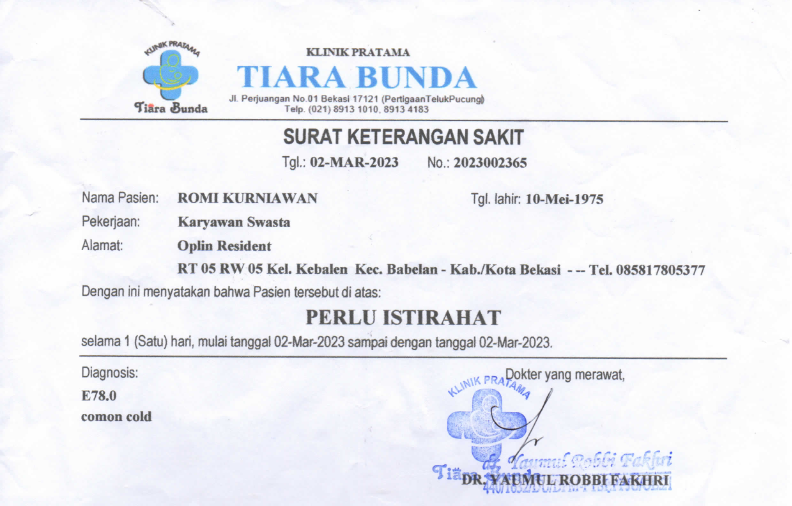 KLINIK PRATAMA
Tiara Bunda
KLINIK PRATAMA
TIARA BUNDA
Jl. Perjuangan No.01 Bekasi 17121 (PertigaanTelukPucung)
Telp. (021) 8913 1010, 8913 4183
SURAT KETERANGAN SAKIT
Tgl.: 02-MAR-2023 No.: 2023002365
Nama Pasien: ROMI KURNIAWAN Tgl. lahir: 10-Mei-1975
Pekerjaan: Karyawan Swasta
Alamat: Oplin Resident
RT 05 RW 05 Kel. Kebalen Kec. Babelan - Kab./Kota Bekasi - -- Tel. 085817805377
Dengan ini menyatakan bahwa Pasien tersebut di atas:
PERLU ISTIRAHAT
selama 1 (Satu) hari, mulai tanggal 02-Mar-2023 sampai dengan tanggal 02-Mar-2023.
Diagnosis: Dokter yang merawat,
E78.0
comon cold
KLINIK PRATAMA
dr. Yaumul Robbi Fakhri
Tiara
DR. YAUMUL ROBBI FAKHRI